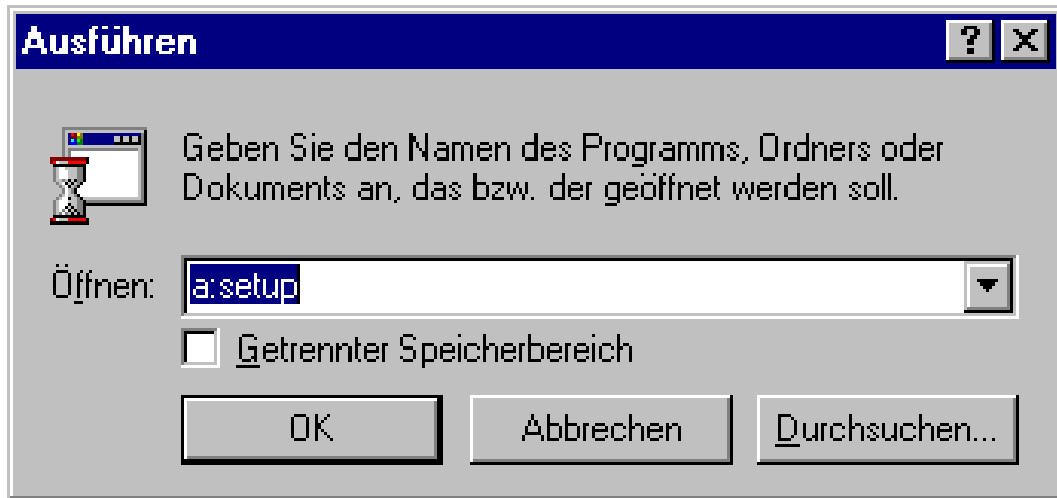 Ausführen
Geben Sie den Namen des Programms, Ordners oder
Dokuments an, das bzw. der geöffnet werden soll.
Öffnen: a:setup
Getrennter Speicherbereich
OK Abbrechen Durchsuchen...